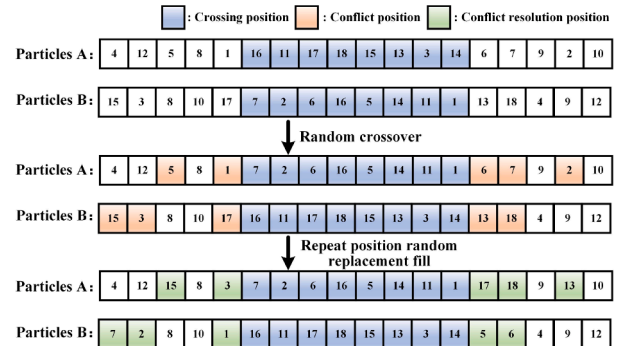 : Crossing position : Conflict position : Conflict resolution position
Particles A: 4 12 5 8 1 16 11 17 18 15 13 3 14 6 7 9 2 10
Particles B: 15 3 8 10 17 7 2 6 16 5 14 11 1 13 18 4 9 12
Random crossover
Particles A: 4 12 5 8 1 7 2 6 16 5 14 11 1 6 7 9 2 10
Particles B: 15 3 8 10 17 16 11 17 18 15 13 3 14 13 18 4 9 12
Repeat position random
replacement fill
Particles A: 4 12 15 8 3 7 2 6 16 5 14 11 1 17 18 9 13 10
Particles B: 7 2 8 10 1 16 11 17 18 15 13 3 14 5 6 4 9 12